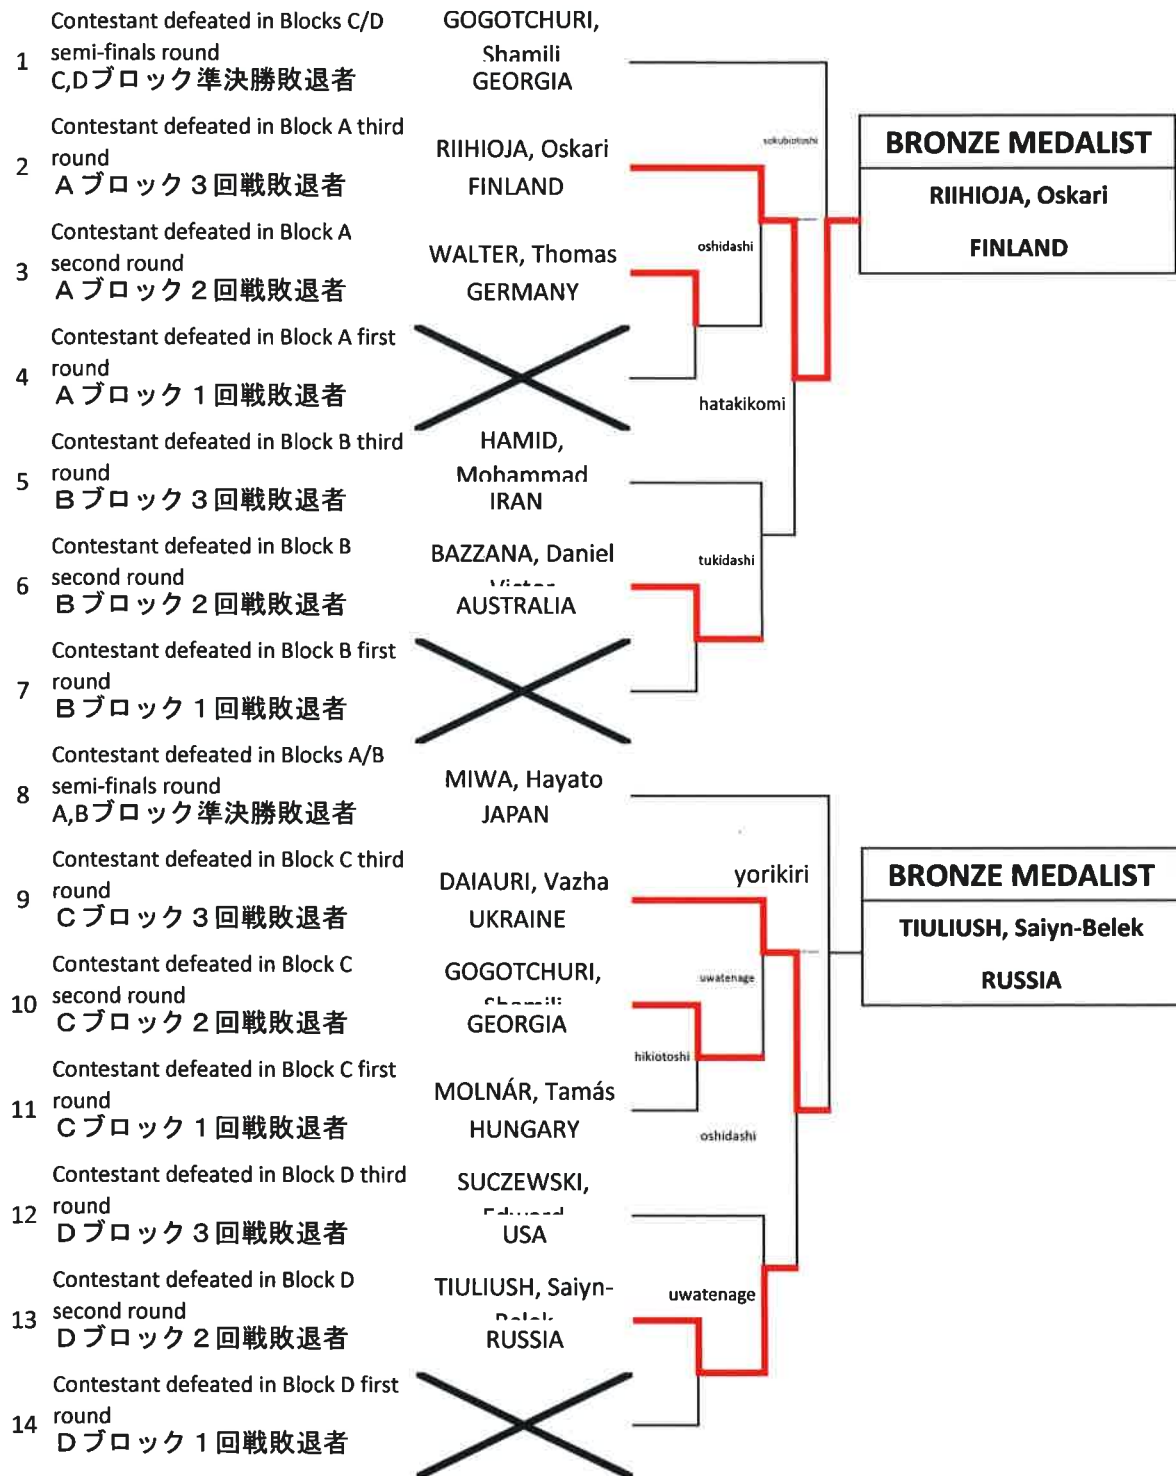 Contestant defeated in Blocks C/D
1 semi-finals round
C,Dブロック準決勝敗退者
GOGOTCHURI,
Shamili
GEORGIA
Contestant defeated in Block A third
2 round
Aブロック3回戦敗退者
RIIHIOJA, Oskari
FINLAND
Contestant defeated in Block A
3 second round
Aブロック2回戦敗退者
WALTER, Thomas
GERMANY
Contestant defeated in Block A first
4 round
Aブロック1回戦敗退者
Contestant defeated in Block B third
5 round
Bブロック3回戦敗退者
HAMID,
Mohammad
IRAN
Contestant defeated in Block B
6 second round
Bブロック2回戦敗退者
BAZZANA, Daniel
AUSTRALIA
Contestant defeated in Block B first
7 round
Bブロック1回戦敗退者
sokubiotoshi
oshidashi
hatakikomi
tukidashi
BRONZE MEDALIST
RIIHIOJA, Oskari
FINLAND
Contestant defeated in Blocks A/B
8 semi-finals round
A,Bブロック準決勝敗退者
MIWA, Hayato
JAPAN
Contestant defeated in Block C third
9 round
Cブロック3回戦敗退者
DAIAURI, Vazha
UKRAINE
Contestant defeated in Block C
10 second round
Cブロック2回戦敗退者
GOGOTCHURI,
Shamili
GEORGIA
Contestant defeated in Block C first
11 round
Cブロック1回戦敗退者
MOLNÁR, Tamás
HUNGARY
Contestant defeated in Block D third
12 round
Dブロック3回戦敗退者
SUCZEWSKI,
Edward
USA
Contestant defeated in Block D
13 second round
Dブロック2回戦敗退者
TIULIUSH, Saiyn-
Belek
RUSSIA
Contestant defeated in Block D first
14 round
Dブロック1回戦敗退者
yorikiri
uwatenage
hikiotoshi
oshidashi
uwatenage
BRONZE MEDALIST
TIULIUSH, Saiyn-Belek
RUSSIA